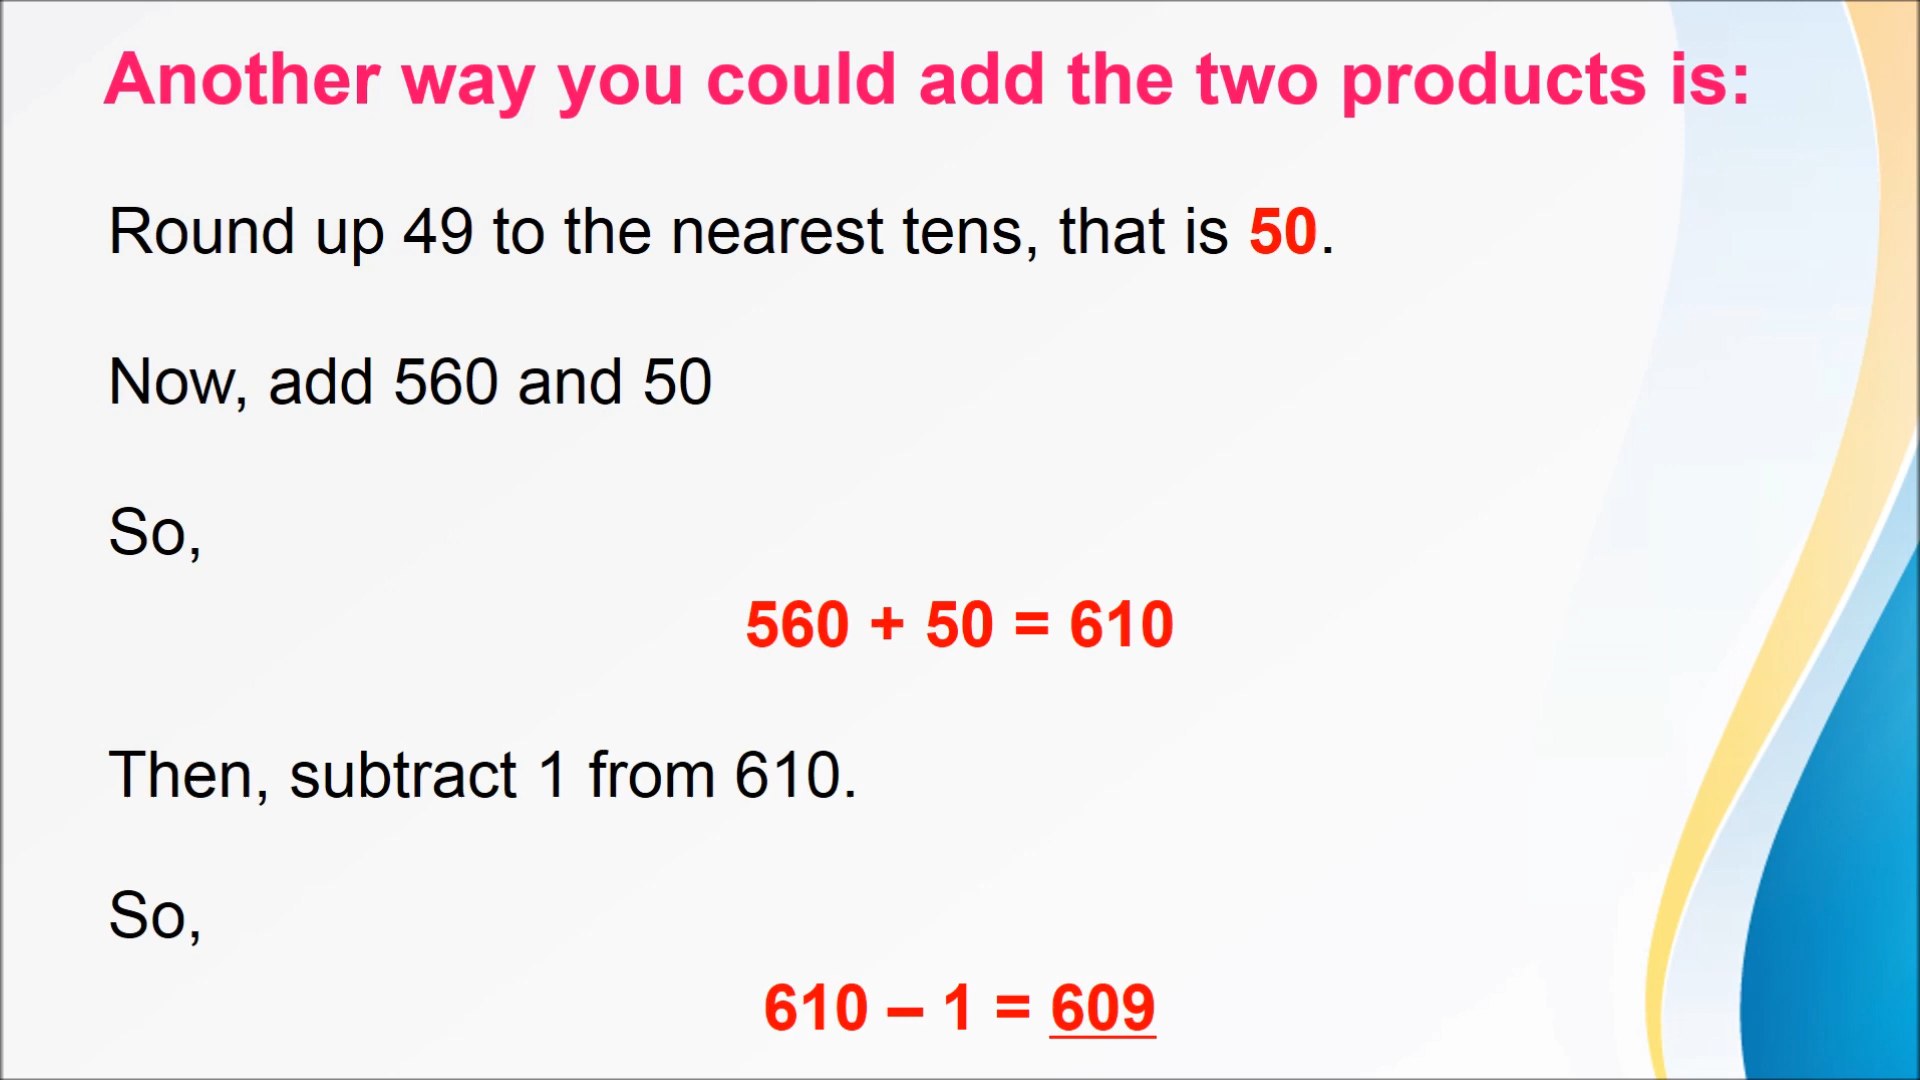 Another way you could add the two products is:
Round up 49 to the nearest tens, that is 50.
Now, add 560 and 50
So,
560 + 50 = 610
Then, subtract 1 from 610.
So,
610 – 1 = 609